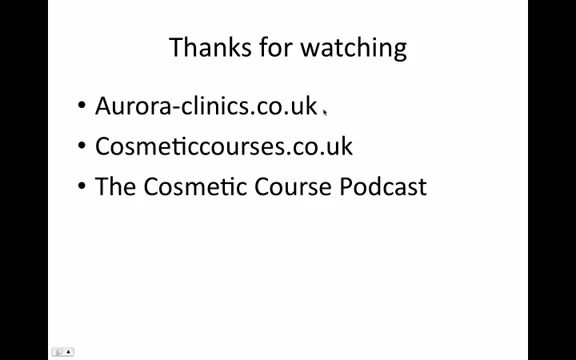 Thanks for watching
• Aurora-clinics.co.uk
• Cosmeticcourses.co.uk
• The Cosmetic Course Podcast